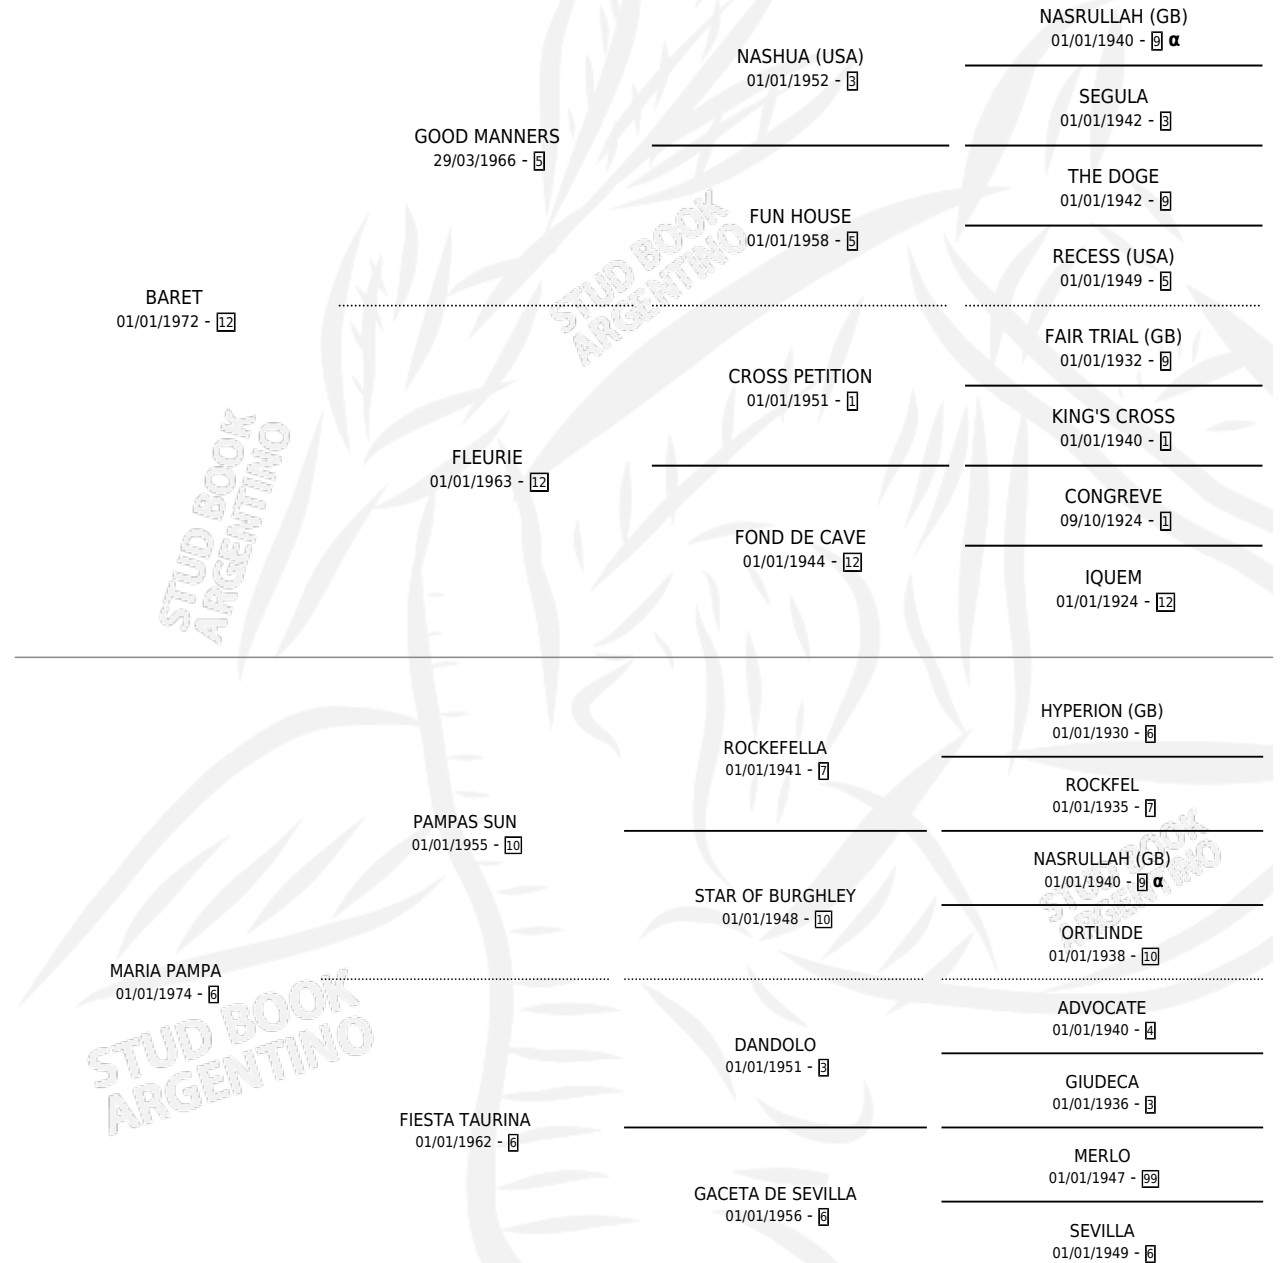 NASRULLAH (GB)
01/01/1940 - 9 α
NASHUA (USA)
01/01/1952 - 3
SEGULA
01/01/1942 - 3
GOOD MANNERS
29/03/1966 - 5
THE DOGE
01/01/1942 - 9
FUN HOUSE
01/01/1958 - 5
RECESS (USA)
01/01/1949 - 5
BARET
01/01/1972 - 12
FAIR TRIAL (GB)
01/01/1932 - 9
CROSS PETITION
01/01/1951 - 1
KING'S CROSS
01/01/1940 - 1
FLEURIE
01/01/1963 - 12
CONGREVE
09/10/1924 - 1
FOND DE CAVE
01/01/1944 - 12
IQUEM
01/01/1924 - 12
HYPERION (GB)
01/01/1930 - 6
ROCKEFELLA
01/01/1941 - 7
ROCKFEL
01/01/1935 - 7
PAMPAS SUN
01/01/1955 - 10
NASRULLAH (GB)
01/01/1940 - 9 α
STAR OF BURGHLEY
01/01/1948 - 10
ORTLINDE
01/01/1938 - 10
MARIA PAMPA
01/01/1974 - 6
ADVOCATE
01/01/1940 - 4
DANDOLO
01/01/1951 - 3
GIUDECA
01/01/1936 - 3
FIESTA TAURINA
01/01/1962 - 6
MERLO
01/01/1947 - 99
GACETA DE SEVILLA
01/01/1956 - 6
SEVILLA
01/01/1949 - 6
STUD BOOK
ARGENTINO
STUD BOOK
ARGENTINO
STUD BOOK
ARGENTINO
STUD BOOK
ARGENTINO